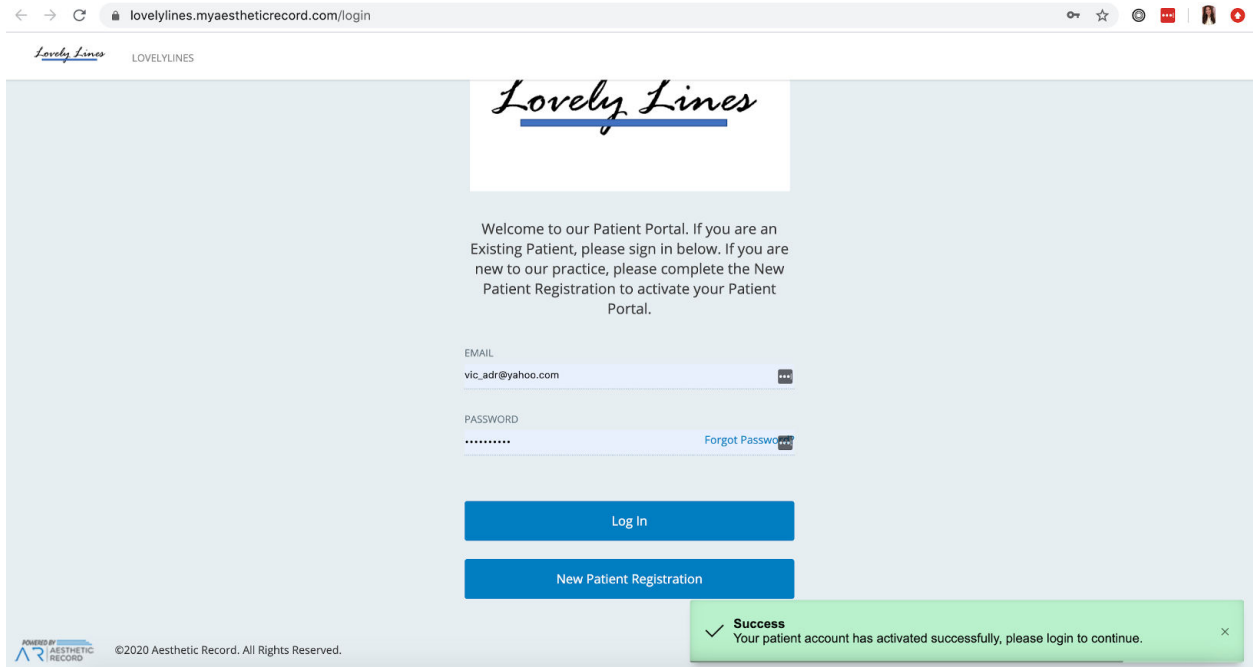 lovelylines.myaestheticrecord.com/login
Lovely Lines LOVELYLINES
Lovely Lines
Welcome to our Patient Portal. If you are an
Existing Patient, please sign in below. If you are
new to our practice, please complete the New
Patient Registration to activate your Patient
Portal.
EMAIL
vic_adr@yahoo.com
PASSWORD
•••••••••• Forgot Password?
Log In
New Patient Registration
Success
Your patient account has activated successfully, please login to continue.
POWERED BY
AR AESTHETIC
RECORD
©2020 Aesthetic Record. All Rights Reserved.